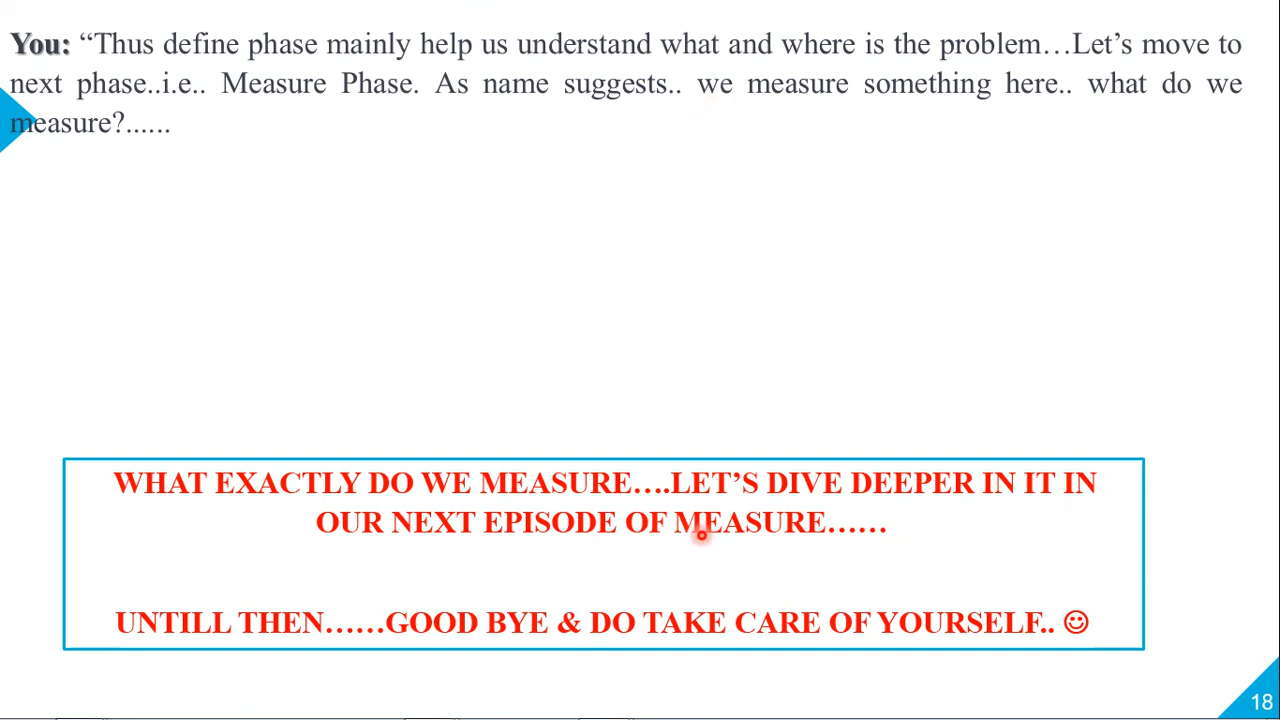 You: “Thus define phase mainly help us understand what and where is the problem…Let’s move to
next phase..i.e.. Measure Phase. As name suggests.. we measure something here.. what do we
measure?......
WHAT EXACTLY DO WE MEASURE….LET’S DIVE DEEPER IN IT IN
OUR NEXT EPISODE OF MEASURE……
UNTILL THEN……GOOD BYE & DO TAKE CARE OF YOURSELF.. ☺
18